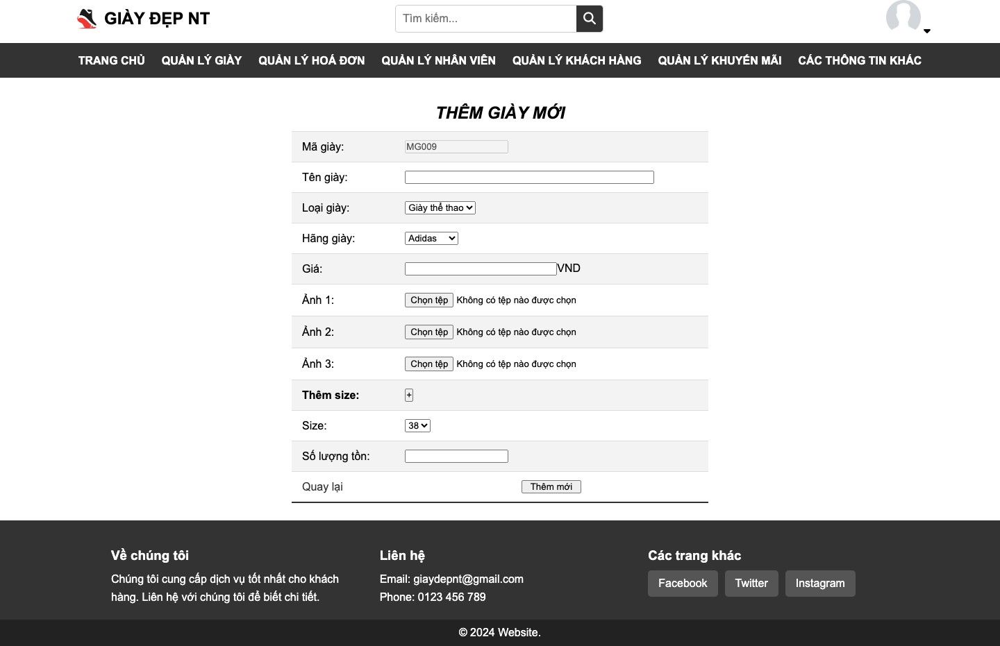 GIÀY ĐẸP NT
Tìm kiếm...
TRANG CHỦ QUẢN LÝ GIÀY QUẢN LÝ HOÁ ĐƠN QUẢN LÝ NHÂN VIÊN QUẢN LÝ KHÁCH HÀNG QUẢN LÝ KHUYẾN MÃI CÁC THÔNG TIN KHÁC
THÊM GIÀY MỚI
Mã giày: MG009
Tên giày:
Loại giày: Giày thể thao
Hãng giày: Adidas
Giá: VND
Ảnh 1: Chọn tệp Không có tệp nào được chọn
Ảnh 2: Chọn tệp Không có tệp nào được chọn
Ảnh 3: Chọn tệp Không có tệp nào được chọn
Thêm size: +
Size: 38
Số lượng tồn:
Quay lại Thêm mới
Về chúng tôi
Chúng tôi cung cấp dịch vụ tốt nhất cho khách
hàng. Liên hệ với chúng tôi để biết chi tiết.
Liên hệ
Email: giaydepnt@gmail.com
Phone: 0123 456 789
Các trang khác
Facebook Twitter Instagram
© 2024 Website.